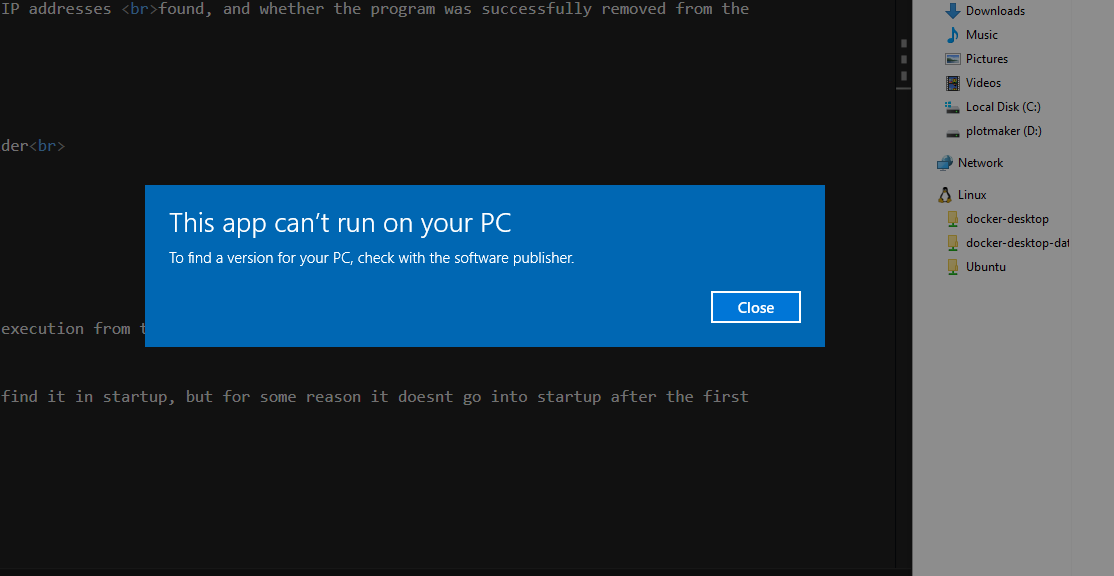 IP addresses <br>found, and whether the program was successfully removed from the
der<br>
This app can’t run on your PC
To find a version for your PC, check with the software publisher.
Close
execution from t
find it in startup, but for some reason it doesnt go into startup after the first
Downloads
Music
Pictures
Videos
Local Disk (C:)
plotmaker (D:)
Network
Linux
docker-desktop
docker-desktop-dat
Ubuntu